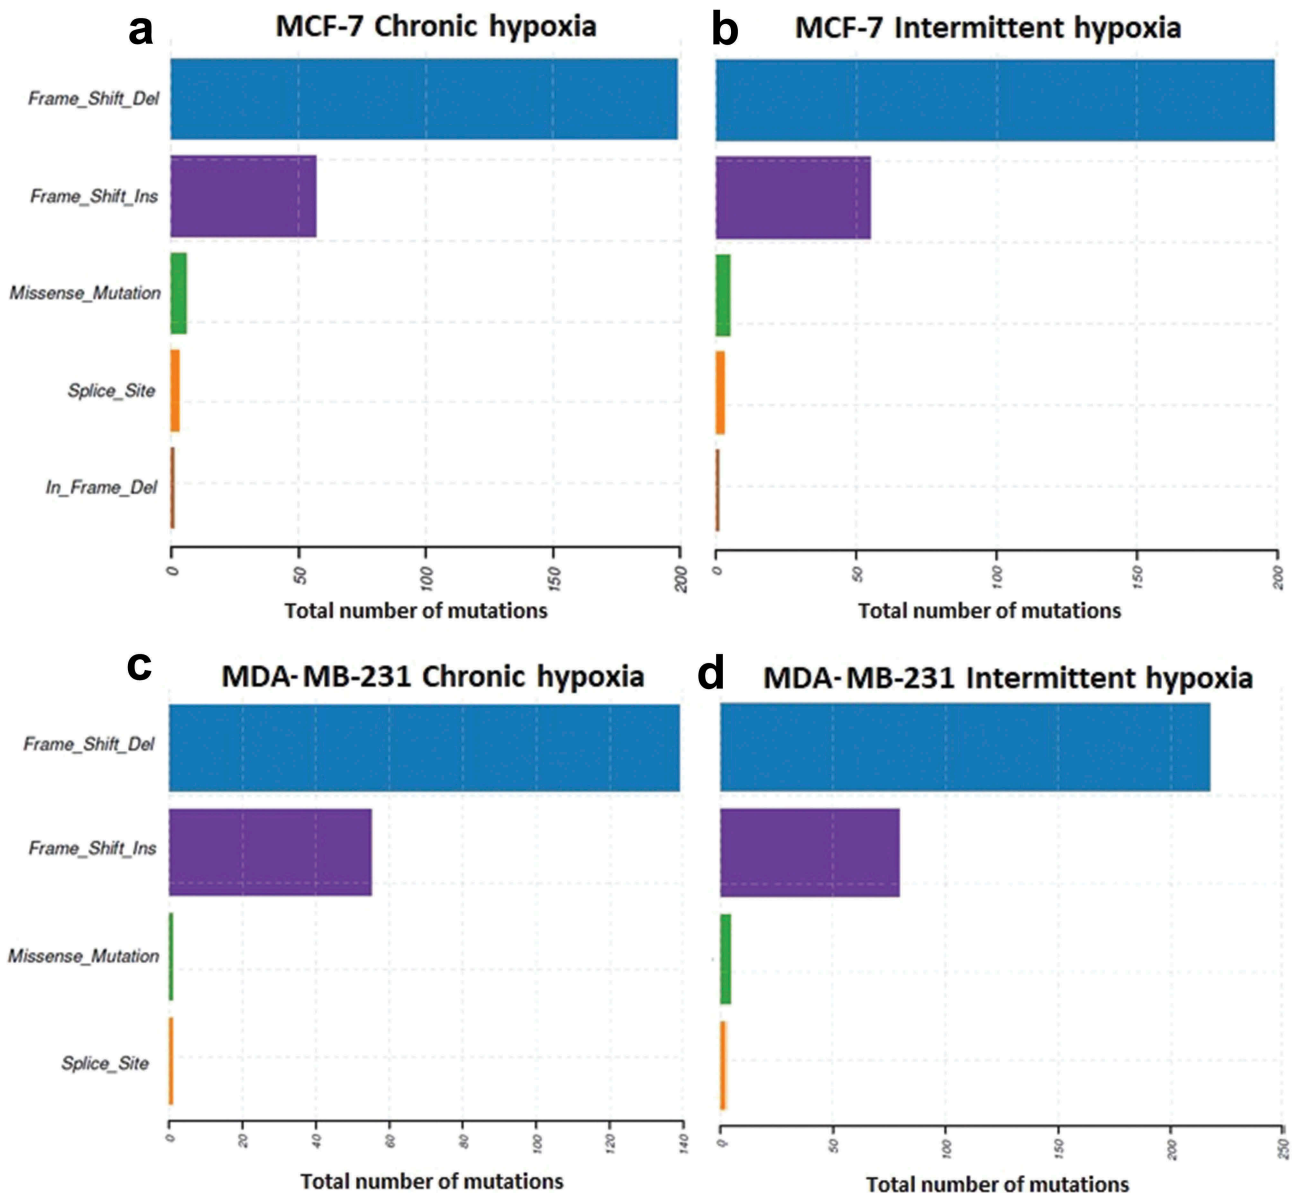 a
MCF-7 Chronic hypoxia
Frame_Shift_Del
Frame_Shift_Ins
Missense_Mutation
Splice_Site
In_Frame_Del
0 50 100 150 200
Total number of mutations
b
MCF-7 Intermittent hypoxia
0 50 100 150 200
Total number of mutations
c
MDA-MB-231 Chronic hypoxia
Frame_Shift_Del
Frame_Shift_Ins
Missense_Mutation
Splice_Site
0 20 40 60 80 100 120 140
Total number of mutations
d
MDA-MB-231 Intermittent hypoxia
0 50 100 150 200 250
Total number of mutations